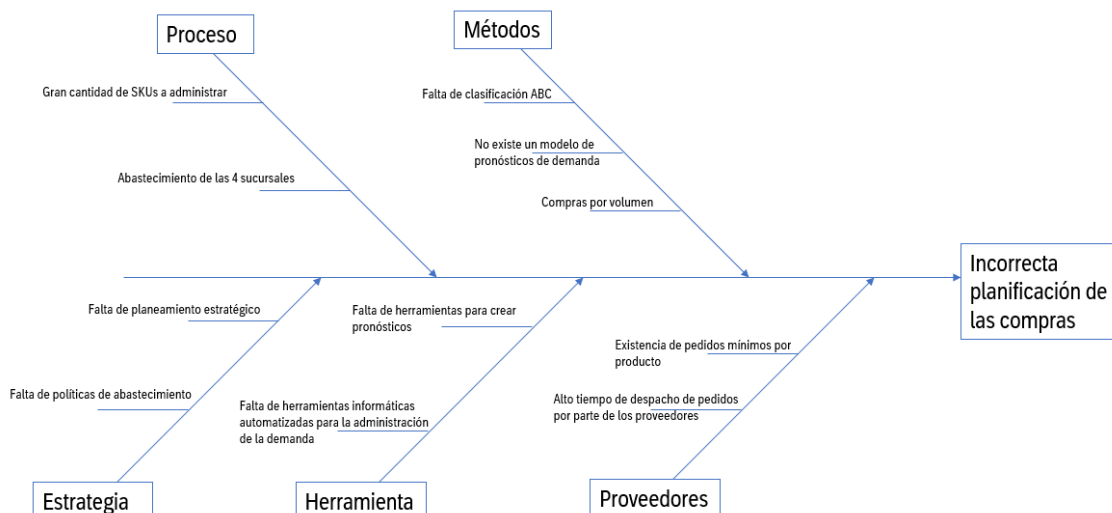 Proceso
Métodos
Gran cantidad de SKUs a administrar
Falta de clasificación ABC
No existe un modelo de
pronósticos de demanda
Abastecimiento de las 4 sucursales
Compras por volumen
Incorrecta
planificación de
las compras
Falta de planeamiento estratégico
Falta de herramientas para crear
pronósticos
Existencia de pedidos mínimos por
producto
Falta de políticas de abastecimiento
Falta de herramientas informáticas
automatizadas para la administración
de la demanda
Alto tiempo de despacho de pedidos
por parte de los proveedores
Estrategia
Herramienta
Proveedores